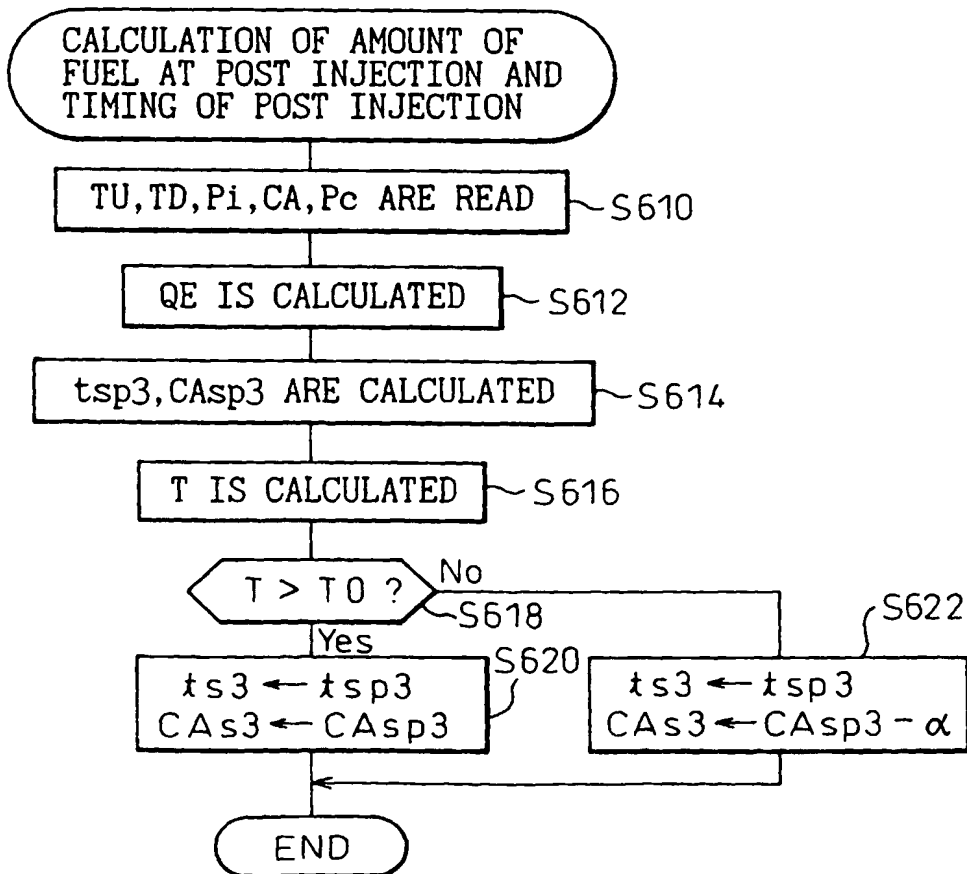 CALCULATION OF AMOUNT OF
FUEL AT POST INJECTION AND
TIMING OF POST INJECTION
TU,TD,Pi,CA,Pc ARE READ
S610
QE IS CALCULATED
S612
tsp3,CAsp3 ARE CALCULATED
S614
T IS CALCULATED
S616
T > T0 ?
No
S618
Yes
S620
ts3 ← tsp3
CAs3 ← CAsp3
S622
ts3 ← tsp3
CAs3 ← CAsp3 - α
END